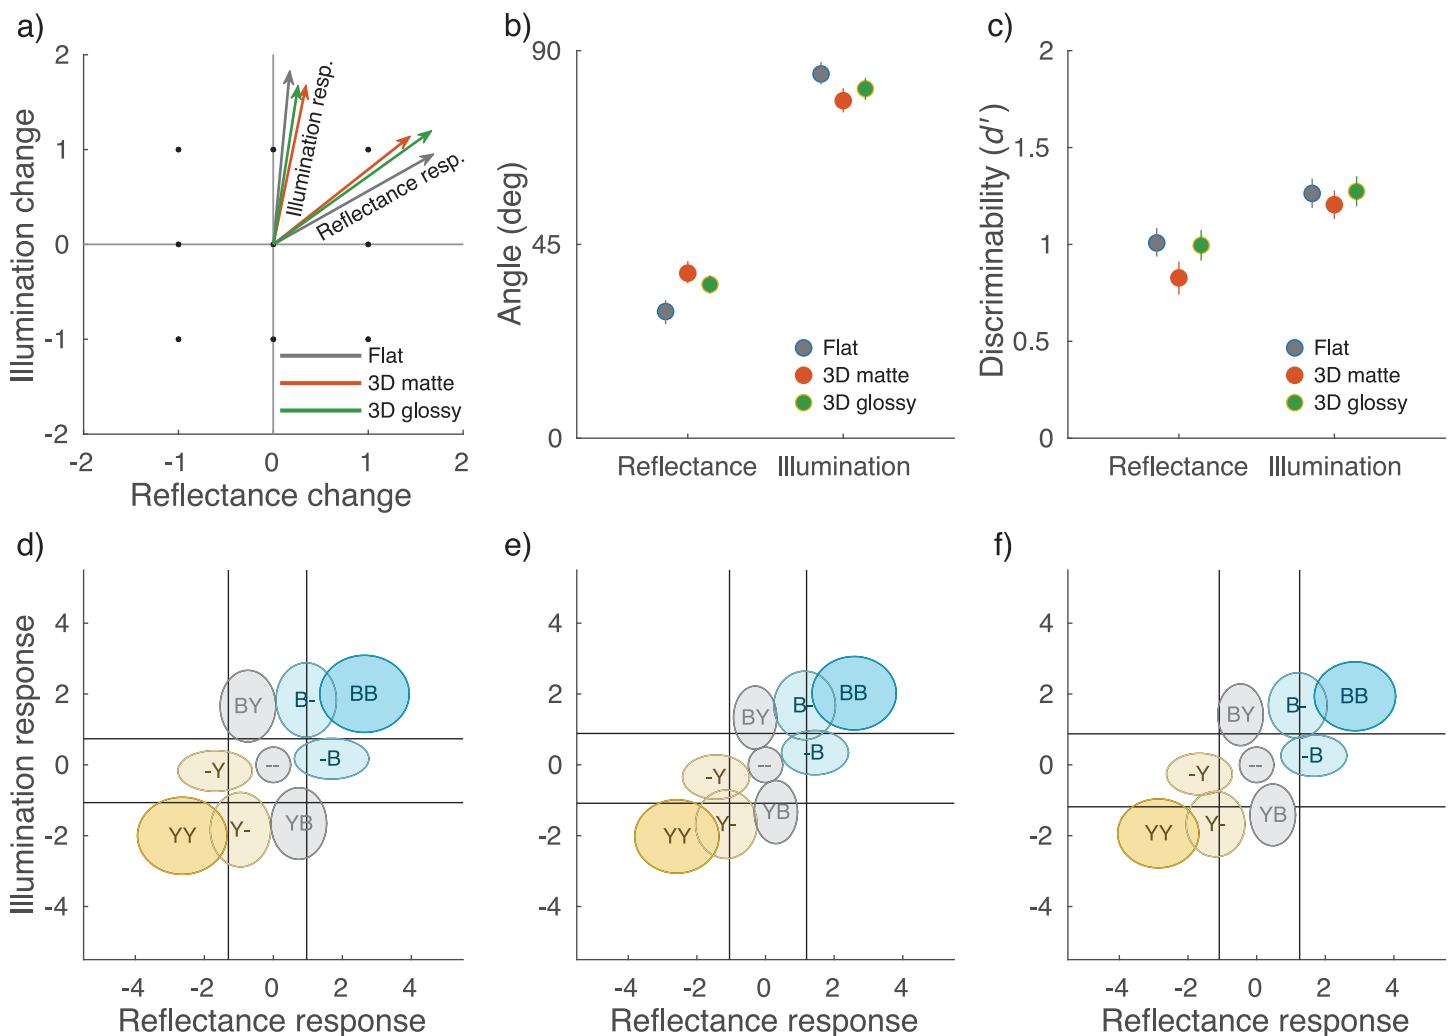 a)
Illumination change
2
1
0
-1
-2
-2
-1
0
1
2
Reflectance change
Illumination resp.
Reflectance resp.
Flat
3D matte
3D glossy
b)
Angle (deg)
90
45
0
Reflectance
Illumination
Flat
3D matte
3D glossy
c)
Discriminability (d')
2
1.5
1
0.5
0
Reflectance
Illumination
Flat
3D matte
3D glossy
d)
Illumination response
4
2
0
-2
-4
BY
B-
BB
-Y
--
-B
YY
Y-
YB
-4
-2
0
2
4
Reflectance response
e)
4
2
0
-2
-4
BY
B-
BB
-Y
--
-B
YY
Y-
YB
-4
-2
0
2
4
Reflectance response
f)
4
2
0
-2
-4
BY
B-
BB
-Y
--
-B
YY
Y-
YB
-4
-2
0
2
4
Reflectance response